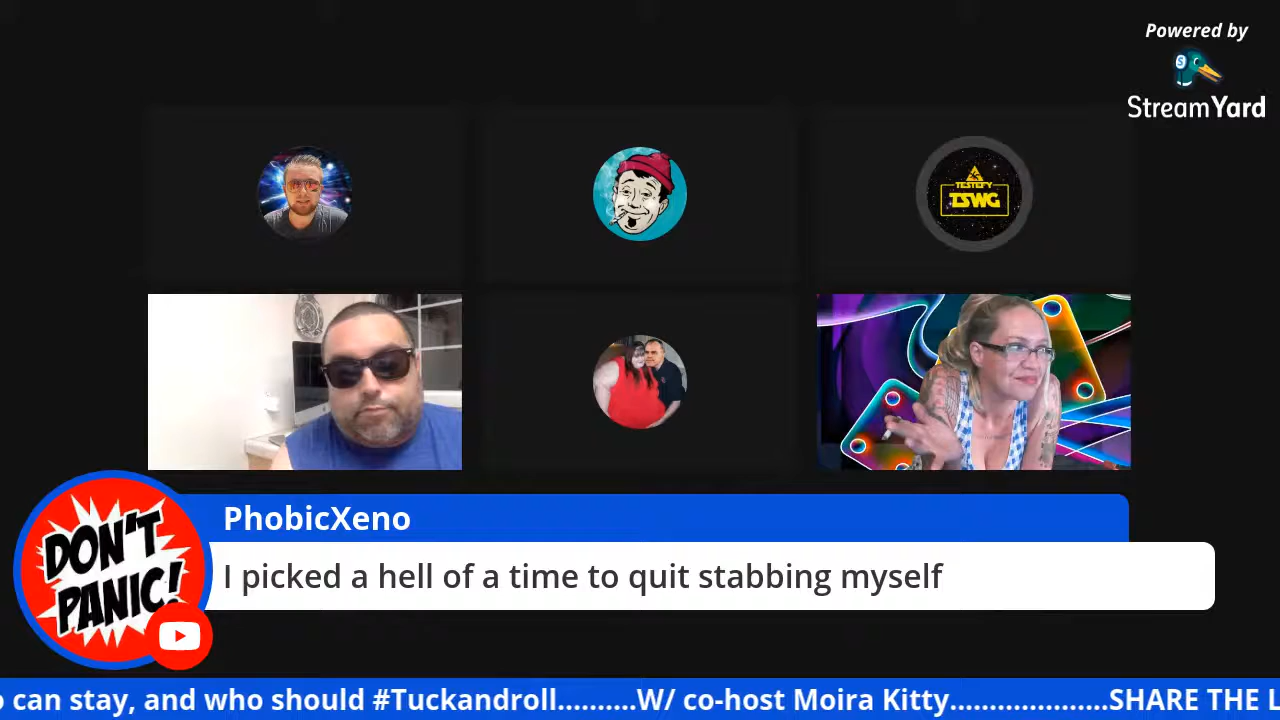 Powered by
StreamYard
TESTEFY
TSWG
PhobicXeno
DON'T
PANIC!
I picked a hell of a time to quit stabbing myself
can stay, and who should #Tuckandroll..........W/ co-host Moira Kitty....................SHARE THE